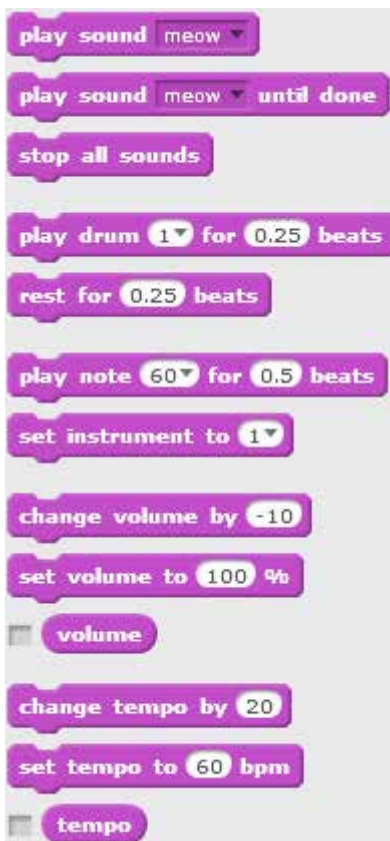 play sound meow
play sound meow until done
stop all sounds
play drum 1 for 0.25 beats
rest for 0.25 beats
play note 60 for 0.5 beats
set instrument to 1
change volume by -10
set volume to 100 %
volume
change tempo by 20
set tempo to 60 bpm
tempo